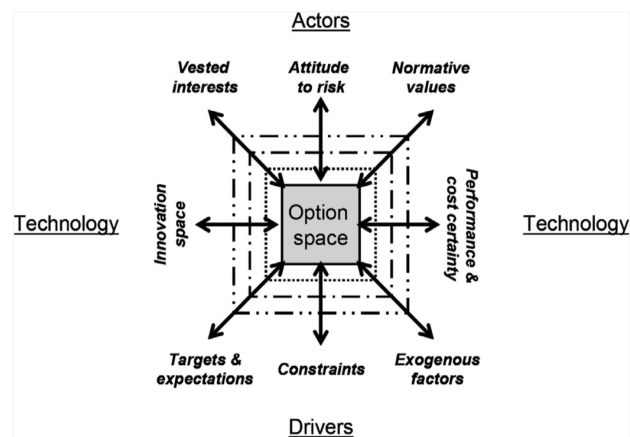 Actors
Vested
interests
Attitude
to risk
Normative
values
Technology
Innovation
space
Option
space
Performance &
cost certainty
Technology
Targets &
expectations
Constraints
Exogenous
factors
Drivers